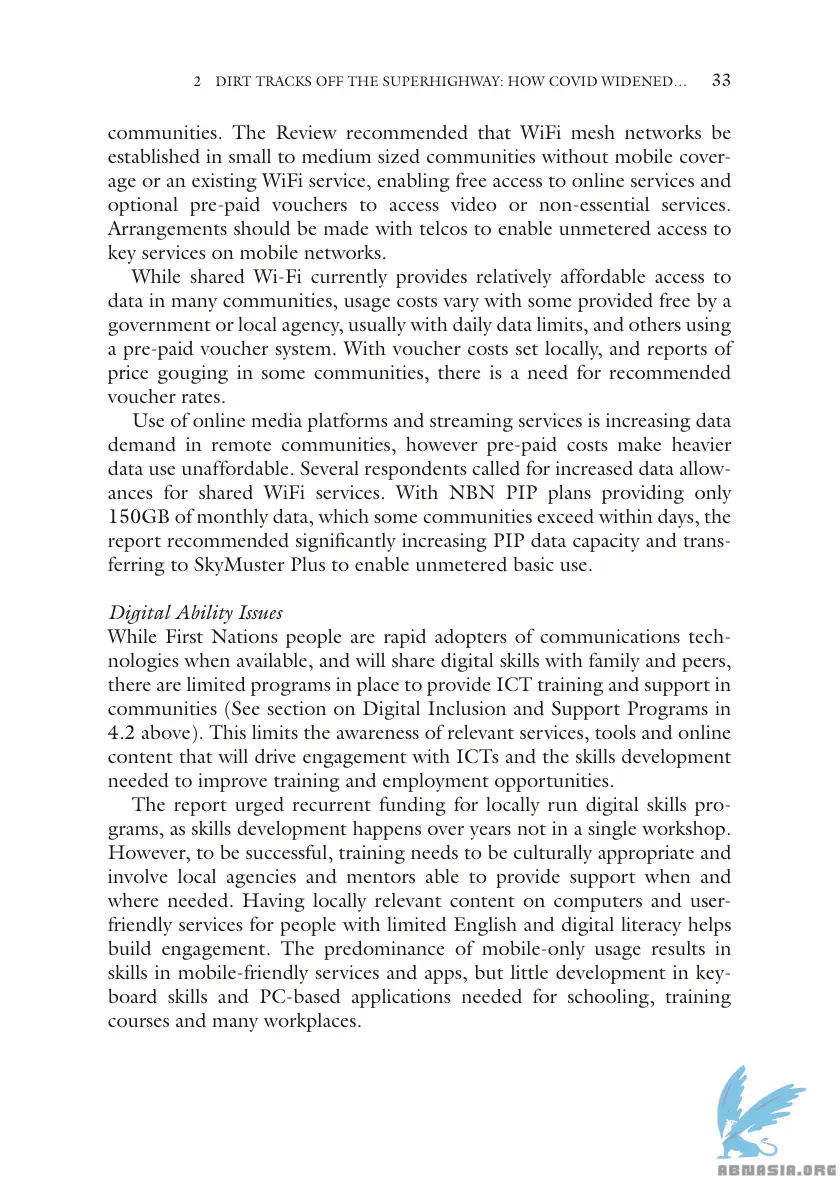 2 DIRT TRACKS OFF THE SUPERHIGHWAY: HOW COVID WIDENED… 33
communities. The Review recommended that WiFi mesh networks be
established in small to medium sized communities without mobile cover-
age or an existing WiFi service, enabling free access to online services and
optional pre-paid vouchers to access video or non-essential services.
Arrangements should be made with telcos to enable unmetered access to
key services on mobile networks.
While shared Wi-Fi currently provides relatively affordable access to
data in many communities, usage costs vary with some provided free by a
government or local agency, usually with daily data limits, and others using
a pre-paid voucher system. With voucher costs set locally, and reports of
price gouging in some communities, there is a need for recommended
voucher rates.
Use of online media platforms and streaming services is increasing data
demand in remote communities, however pre-paid costs make heavier
data use unaffordable. Several respondents called for increased data allow-
ances for shared WiFi services. With NBN PIP plans providing only
150GB of monthly data, which some communities exceed within days, the
report recommended significantly increasing PIP data capacity and trans-
ferring to SkyMuster Plus to enable unmetered basic use.
Digital Ability Issues
While First Nations people are rapid adopters of communications tech-
nologies when available, and will share digital skills with family and peers,
there are limited programs in place to provide ICT training and support in
communities (See section on Digital Inclusion and Support Programs in
4.2 above). This limits the awareness of relevant services, tools and online
content that will drive engagement with ICTs and the skills development
needed to improve training and employment opportunities.
The report urged recurrent funding for locally run digital skills pro-
grams, as skills development happens over years not in a single workshop.
However, to be successful, training needs to be culturally appropriate and
involve local agencies and mentors able to provide support when and
where needed. Having locally relevant content on computers and user-
friendly services for people with limited English and digital literacy helps
build engagement. The predominance of mobile-only usage results in
skills in mobile-friendly services and apps, but little development in key-
board skills and PC-based applications needed for schooling, training
courses and many workplaces.
ABNASIA.ORG